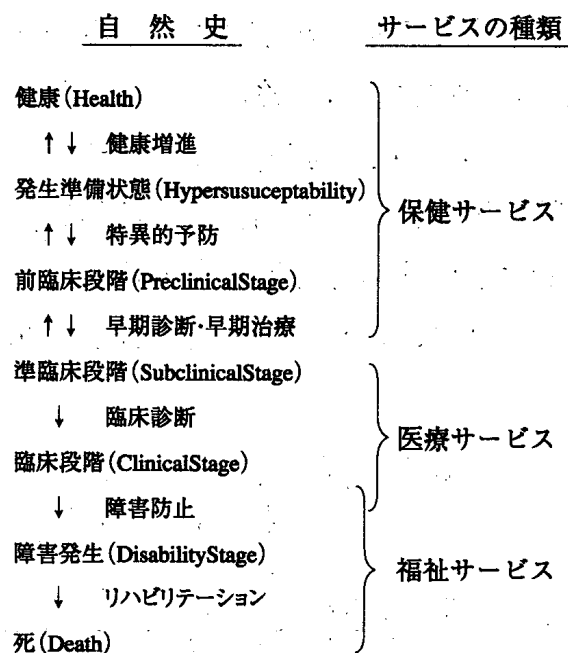 自然史 サービスの種類
健康(Health)
↑↓ 健康増進
発生準備状態(Hypersusuceptability)
保健サービス
↑↓ 特異的予防
前臨床段階(PreclinicalStage)
↑↓ 早期診断・早期治療
準臨床段階(SubclinicalStage)
↓ 臨床診断
医療サービス
臨床段階(ClinicalStage)
↓ 障害防止
障害発生(DisabilityStage)
福祉サービス
↓ リハビリテーション
死(Death)